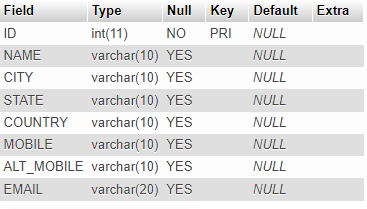 Field Type Null Key Default Extra
ID int(11) NO PRI NULL
NAME varchar(10) YES NULL
CITY varchar(10) YES NULL
STATE varchar(10) YES NULL
COUNTRY varchar(10) YES NULL
MOBILE varchar(10) YES NULL
ALT_MOBILE varchar(10) YES NULL
EMAIL varchar(20) YES NULL